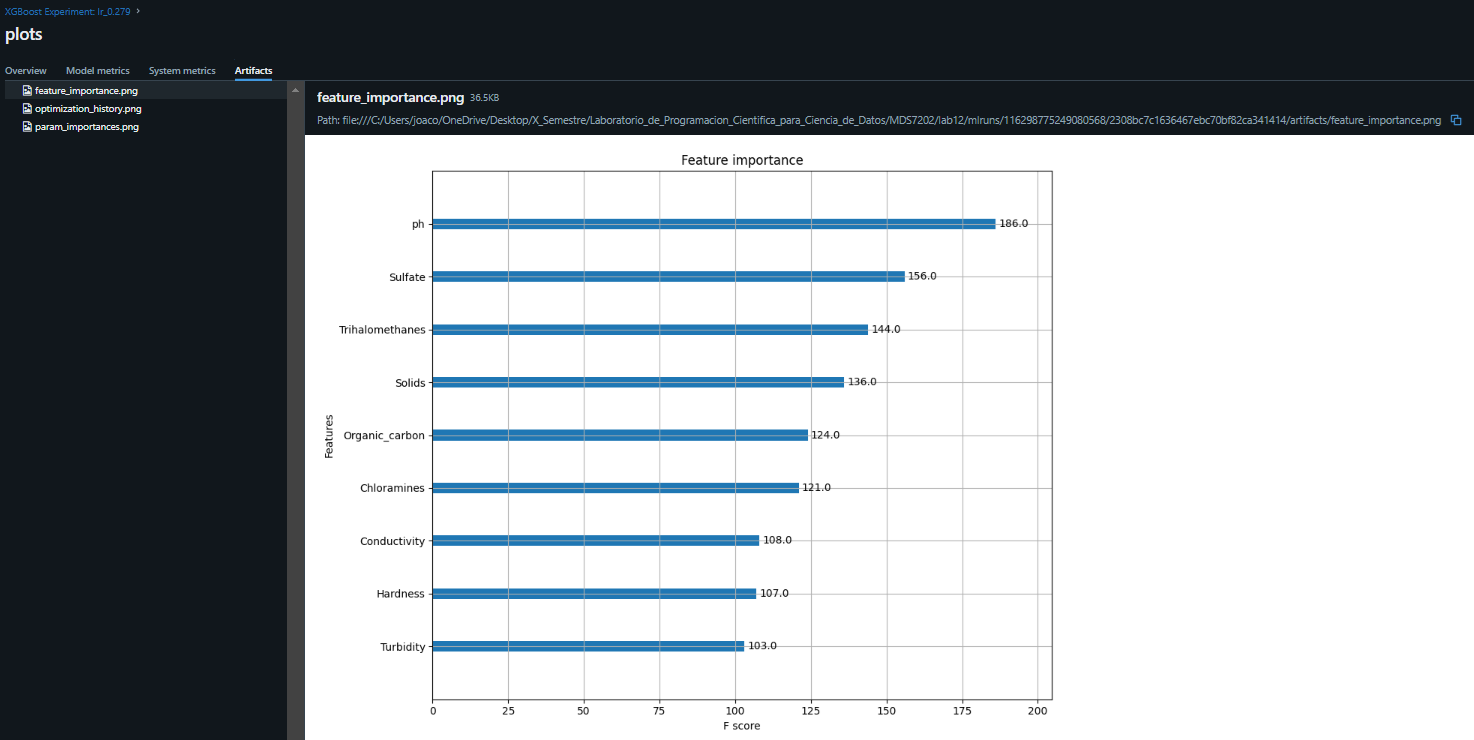 XGBoost Experiment: lr_0.279 ›
plots
Overview Model metrics System metrics Artifacts
feature_importance.png
optimization_history.png
param_importances.png
feature_importance.png 36.5KB
Path: file:///C:/Users/joaco/OneDrive/Desktop/X_Semestre/Laboratorio_de_Programacion_Cientifica_para_Ciencia_de_Datos/MDS7202/lab12/mlruns/116298775249080568/2308bc7c1636467ebc70bf82ca341414/artifacts/feature_importance.png
Feature importance
ph 186.0
Sulfate 156.0
Trihalomethanes 144.0
Solids 136.0
Organic_carbon 124.0
Chloramines 121.0
Conductivity 108.0
Hardness 107.0
Turbidity 103.0
Features
0 25 50 75 100 125 150 175 200
F score